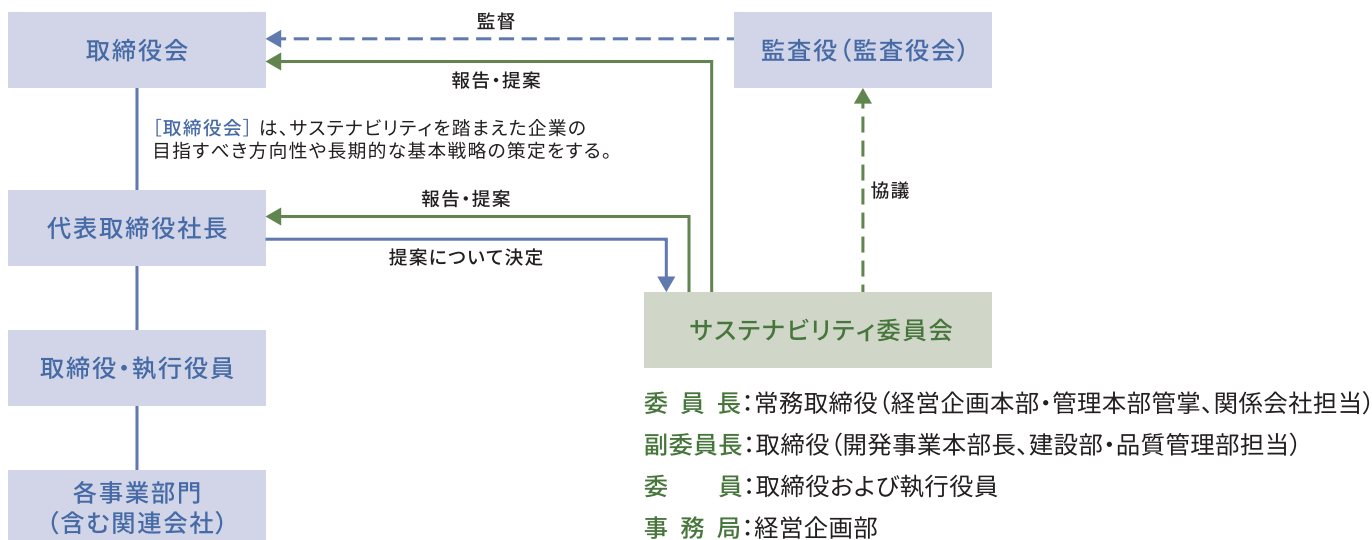 取締役会
監督
監査役（監査役会）
報告・提案
［取締役会］は、サステナビリティを踏まえた企業の
目指すべき方向性や長期的な基本戦略の策定をする。
協議
代表取締役社長
報告・提案
提案について決定
サステナビリティ委員会
取締役・執行役員
委員長：常務取締役（経営企画本部・管理本部管掌、関係会社担当）
副委員長：取締役（開発事業本部長、建設部・品質管理部担当）
委員：取締役および執行役員
事務局：経営企画部
各事業部門
（含む関連会社）